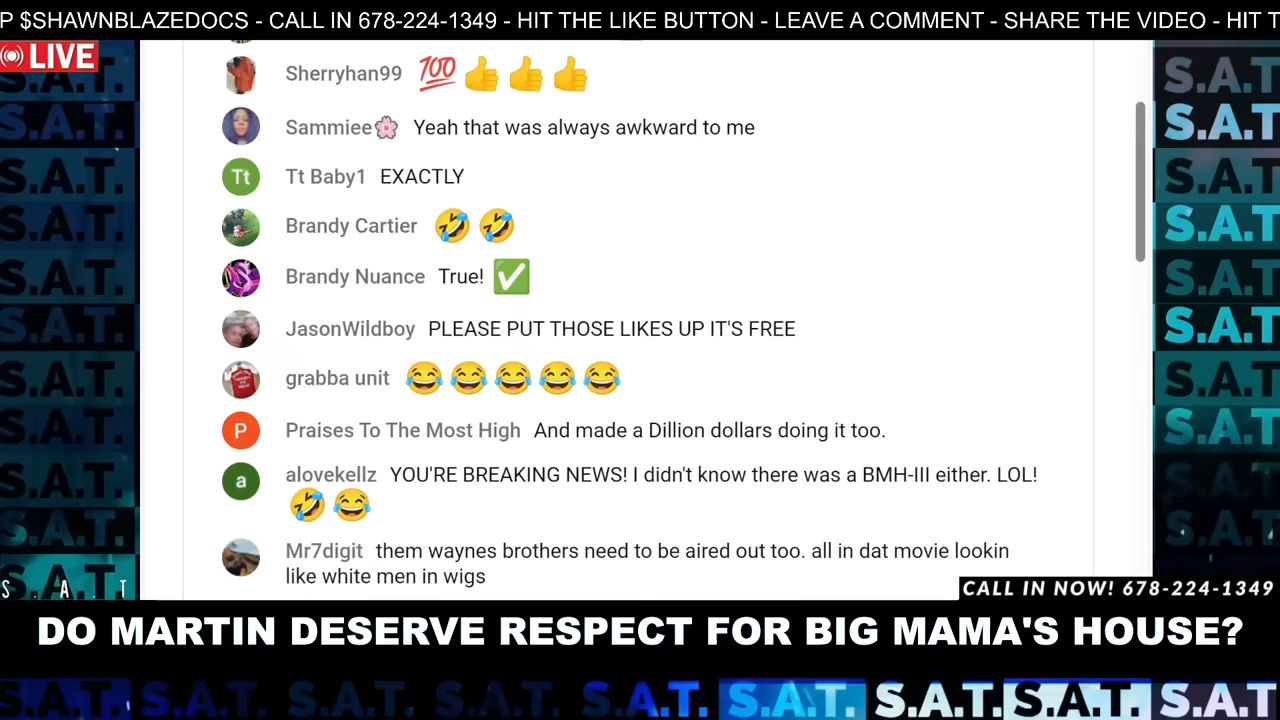 P $SHAWNBLAZEDOCS - CALL IN 678-224-1349 - HIT THE LIKE BUTTON - LEAVE A COMMENT - SHARE THE VIDEO - HIT T
LIVE
Sherryhan99 💯👍👍👍
Sammiee🌸 Yeah that was always awkward to me
Tt
Tt Baby1 EXACTLY
Brandy Cartier 🤣🤣
Brandy Nuance True! ✅
JasonWildboy PLEASE PUT THOSE LIKES UP IT'S FREE
grabba unit 😂😂😂😂😂
P
Praises To The Most High And made a Dillion dollars doing it too.
a
alovekellz YOU'RE BREAKING NEWS! I didn't know there was a BMH-III either. LOL!
🤣😂
Mr7digit them waynes brothers need to be aired out too. all in dat movie lookin
like white men in wigs
S A T
CALL IN NOW! 678-224-1349
DO MARTIN DESERVE RESPECT FOR BIG MAMA'S HOUSE?
S.A.T. S.A.T. S.A.T. S.A.T. S.A.T. S.A.T. S.A.T. S.A.T. S.A.T